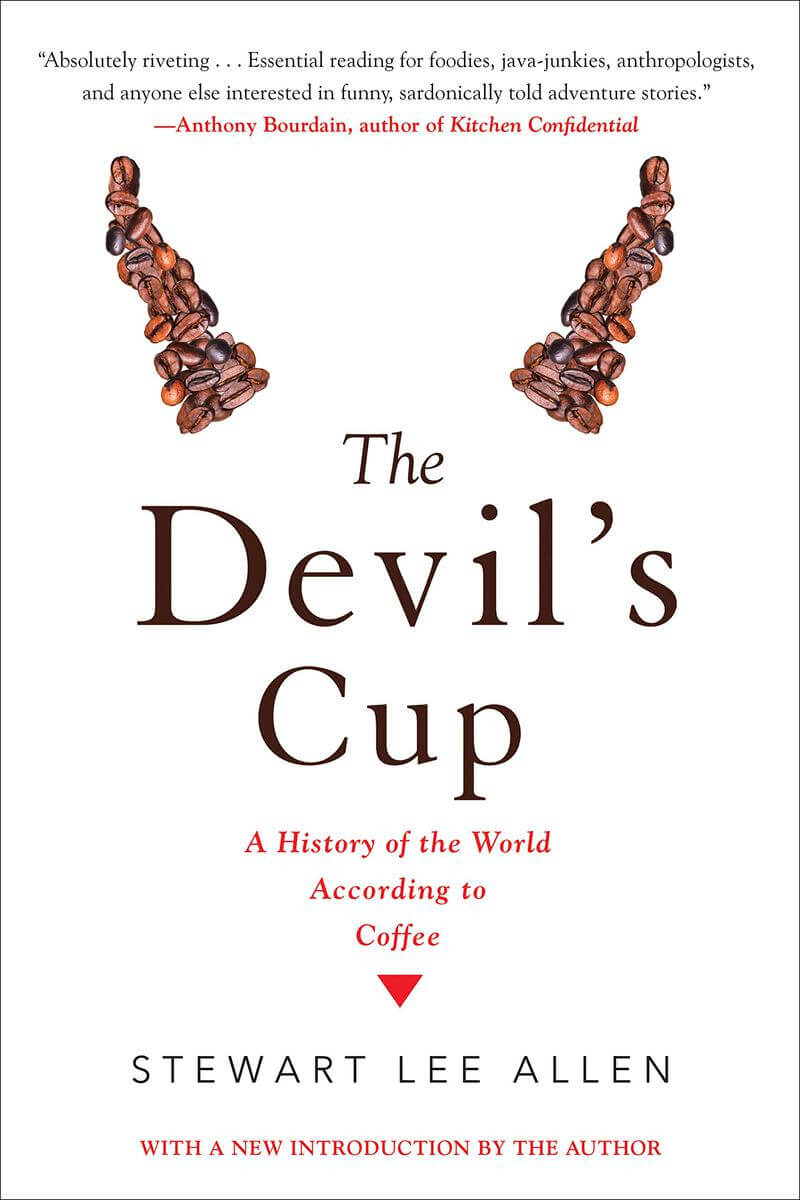 “Absolutely riveting . . . Essential reading for foodies, java-junkies, anthropologists,
and anyone else interested in funny, sardonically told adventure stories.”
—Anthony Bourdain, author of Kitchen Confidential
The
Devil’s
Cup
A History of the World
According to
Coffee
STEWART LEE ALLEN
WITH A NEW INTRODUCTION BY THE AUTHOR